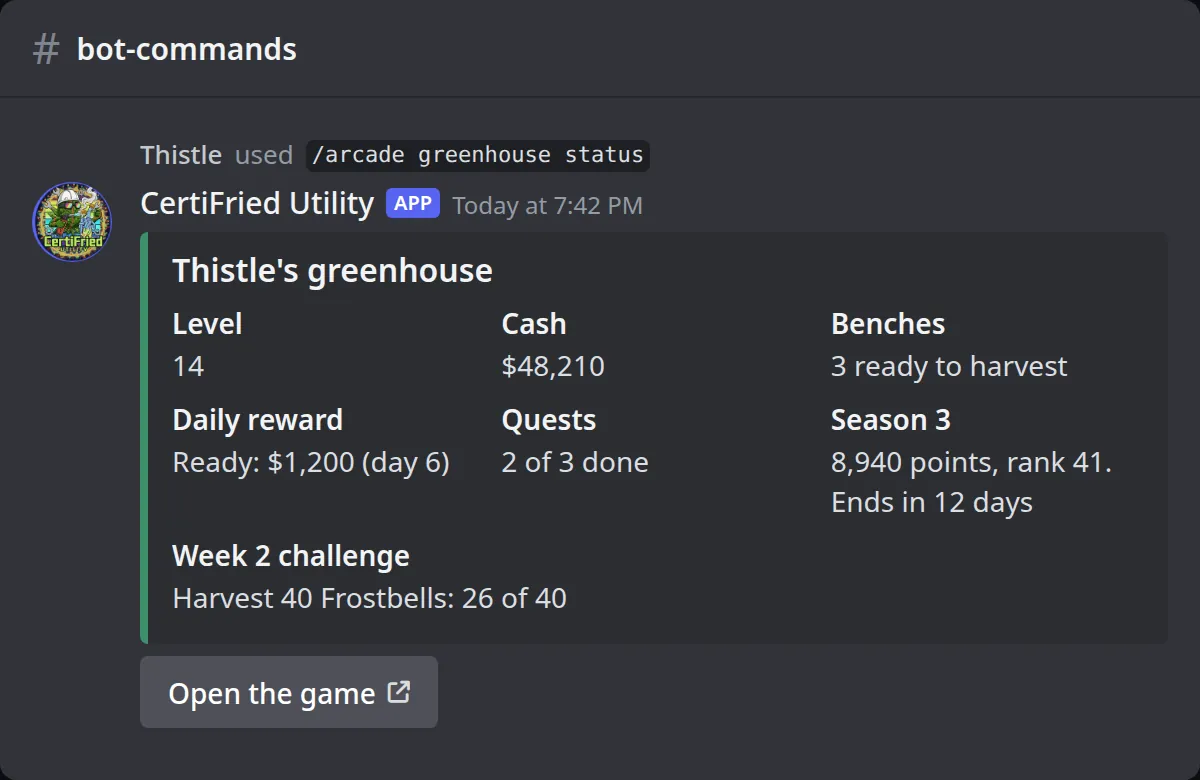 # bot-commands
Thistle used /arcade greenhouse status
CertiFried Utility APP Today at 7:42 PM
CertiFried
UTILITY
Thistle's greenhouse
Level Cash Benches
14 $48,210 3 ready to harvest
Daily reward Quests Season 3
Ready: $1,200 (day 6) 2 of 3 done 8,940 points, rank 41.
Ends in 12 days
Week 2 challenge
Harvest 40 Frostbells: 26 of 40
Open the game